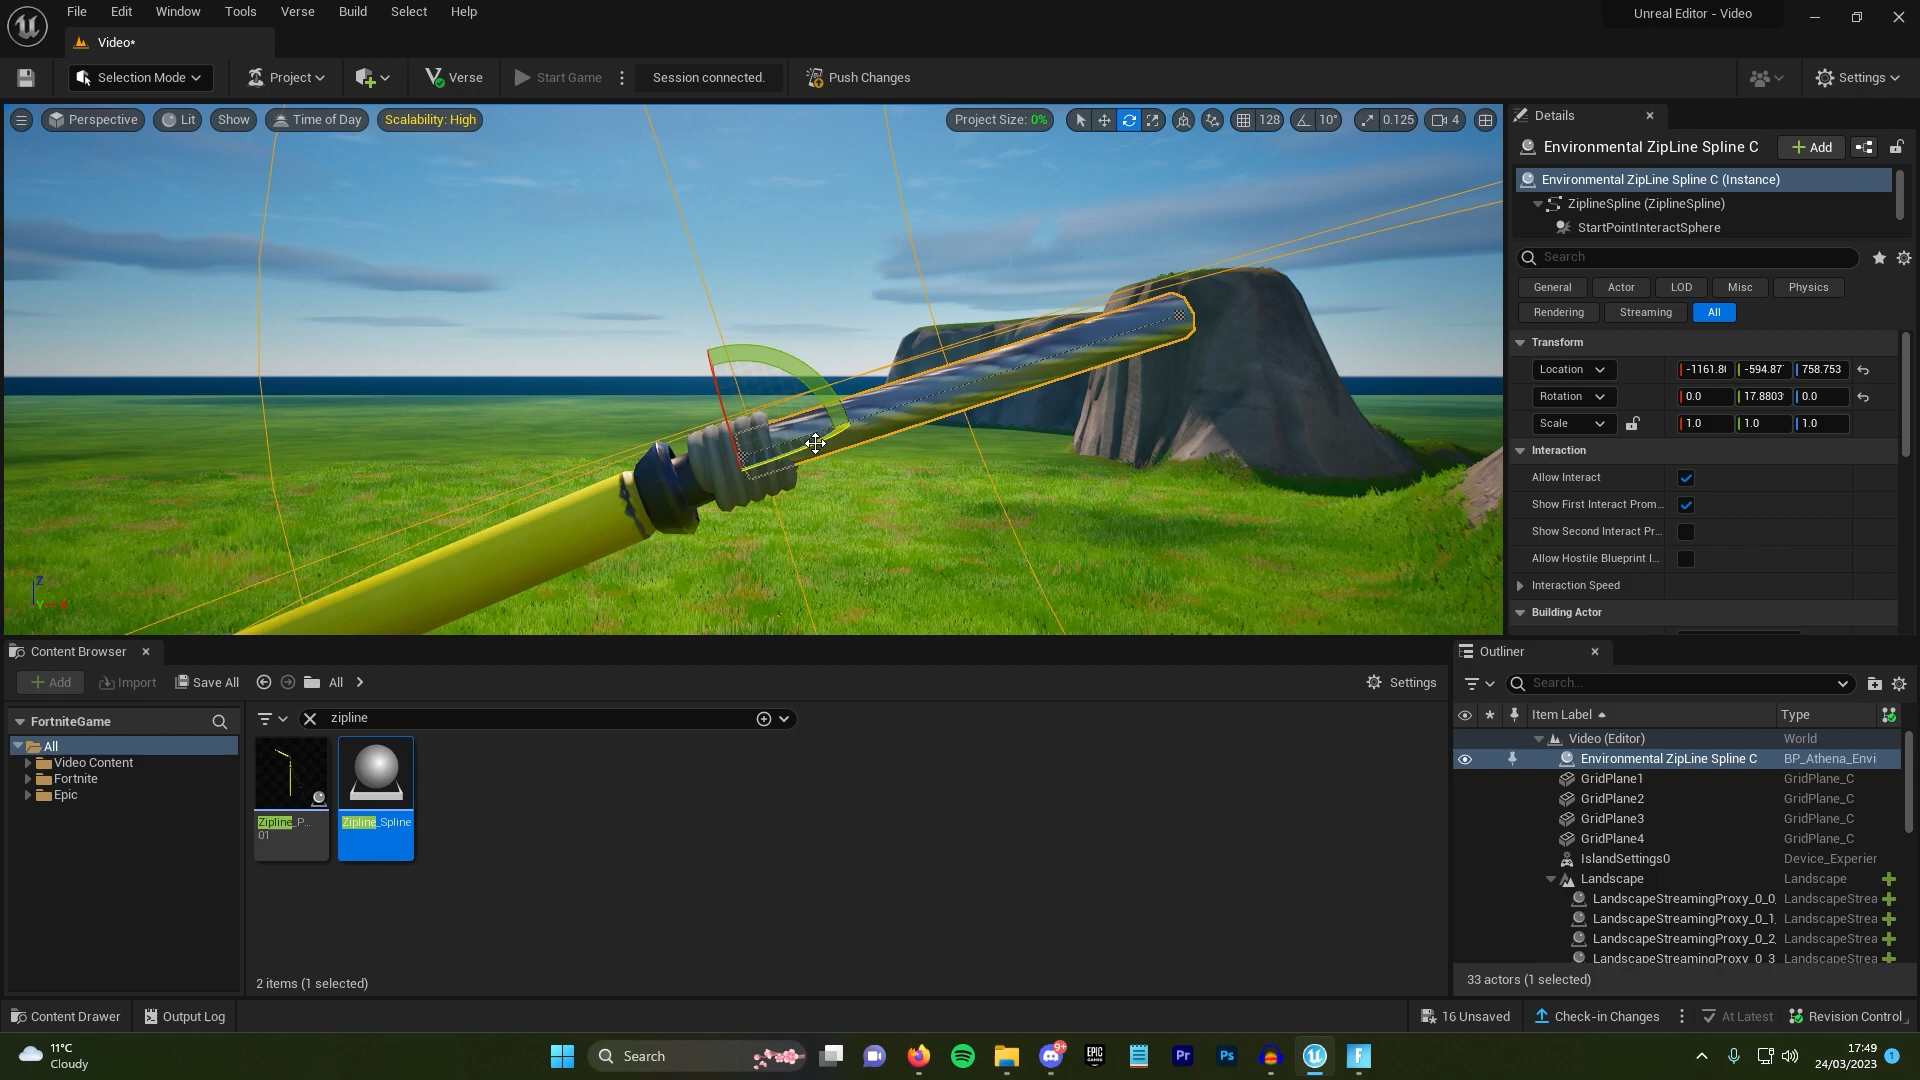 File Edit Window Tools Verse Build Select Help
Unreal Editor - Video
Video*
Selection Mode
Project
Verse
Start Game
Session connected.
Push Changes
Settings
Perspective
Lit
Show
Time of Day
Scalability: High
Project Size: 0%
128
10°
0.125
4
Details
Environmental ZipLine Spline C
Add
Environmental ZipLine Spline C (Instance)
ZiplineSpline (ZiplineSpline)
StartPointInteractSphere
Search
General
Actor
LOD
Misc
Physics
Rendering
Streaming
All
Transform
Location -1161.8 -594.87 758.753
Rotation 0.0 17.8803 0.0
Scale 1.0 1.0 1.0
Interaction
Allow Interact
Show First Interact Prom...
Show Second Interact Pr...
Allow Hostile Blueprint I...
Interaction Speed
Building Actor
Z
Y
X
Content Browser
Add
Import
Save All
All
Settings
FortniteGame
All
Video Content
Fortnite
Epic
zipline
Zipline_P...
01
Zipline_Spline
2 items (1 selected)
Outliner
Search...
Item Label
Type
Video (Editor) World
Environmental ZipLine Spline C BP_Athena_Envi
GridPlane1 GridPlane_C
GridPlane2 GridPlane_C
GridPlane3 GridPlane_C
GridPlane4 GridPlane_C
IslandSettings0 Device_Experier
Landscape Landscape
LandscapeStreamingProxy_0_0 LandscapeStrea
LandscapeStreamingProxy_0_1 LandscapeStrea
LandscapeStreamingProxy_0_2 LandscapeStrea
LandscapeStreamingProxy_0_3 LandscapeStrea
33 actors (1 selected)
Content Drawer
Output Log
16 Unsaved
Check-in Changes
At Latest
Revision Control
11°C
Cloudy
Search
9+
EPIC
GAMES
Pr
Ps
F
17:49
24/03/2023
1